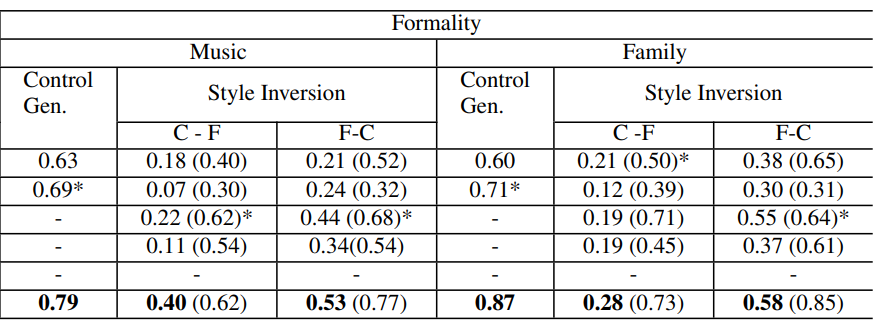 Formality
Music Family
Control Gen. Style Inversion Control Gen. Style Inversion
C - F F-C C -F F-C
0.63 0.18 (0.40) 0.21 (0.52) 0.60 0.21 (0.50)* 0.38 (0.65)
0.69* 0.07 (0.30) 0.24 (0.32) 0.71* 0.12 (0.39) 0.30 (0.31)
- 0.22 (0.62)* 0.44 (0.68)* - 0.19 (0.71) 0.55 (0.64)*
- 0.11 (0.54) 0.34(0.54) - 0.19 (0.45) 0.37 (0.61)
- - - - - -
0.79 0.40 (0.62) 0.53 (0.77) 0.87 0.28 (0.73) 0.58 (0.85)